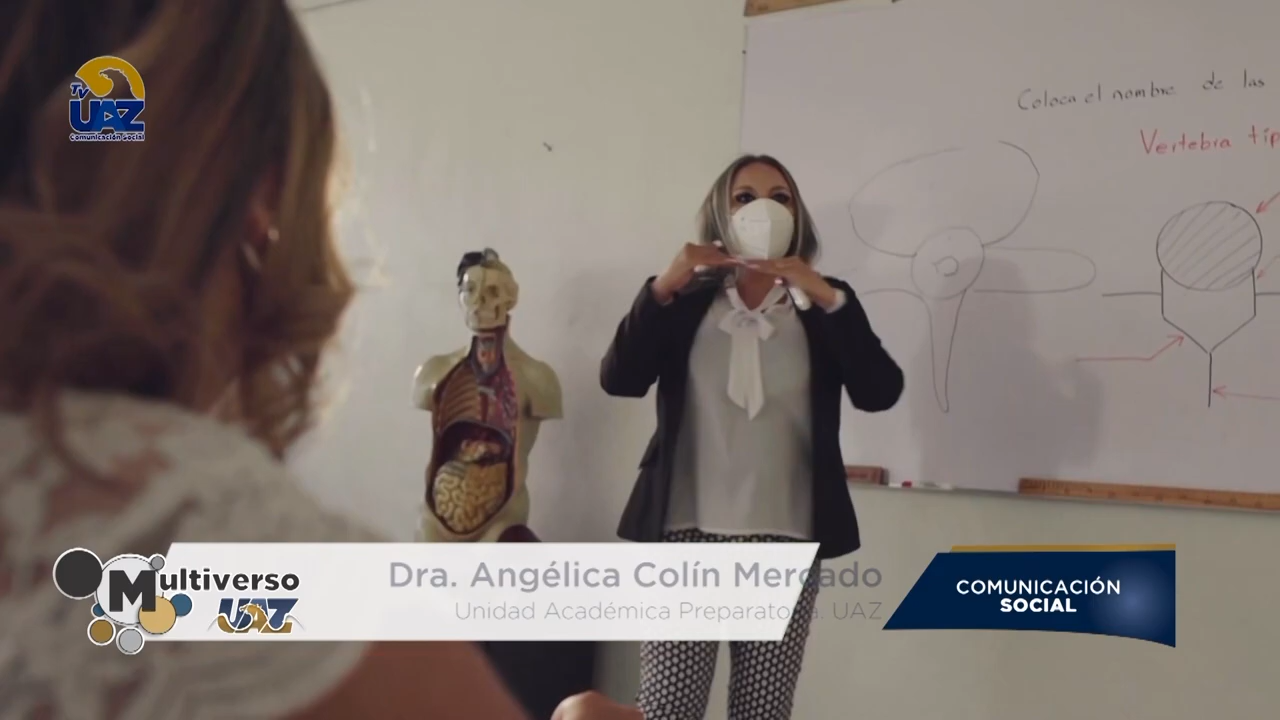 TV
UAZ
Comunicación Social
Coloca el nombre de las
Vertebra típ
Multiverso
UAZ
Dra. Angélica Colín Mercado
Unidad Académica Preparatoria. UAZ
COMUNICACIÓN
SOCIAL